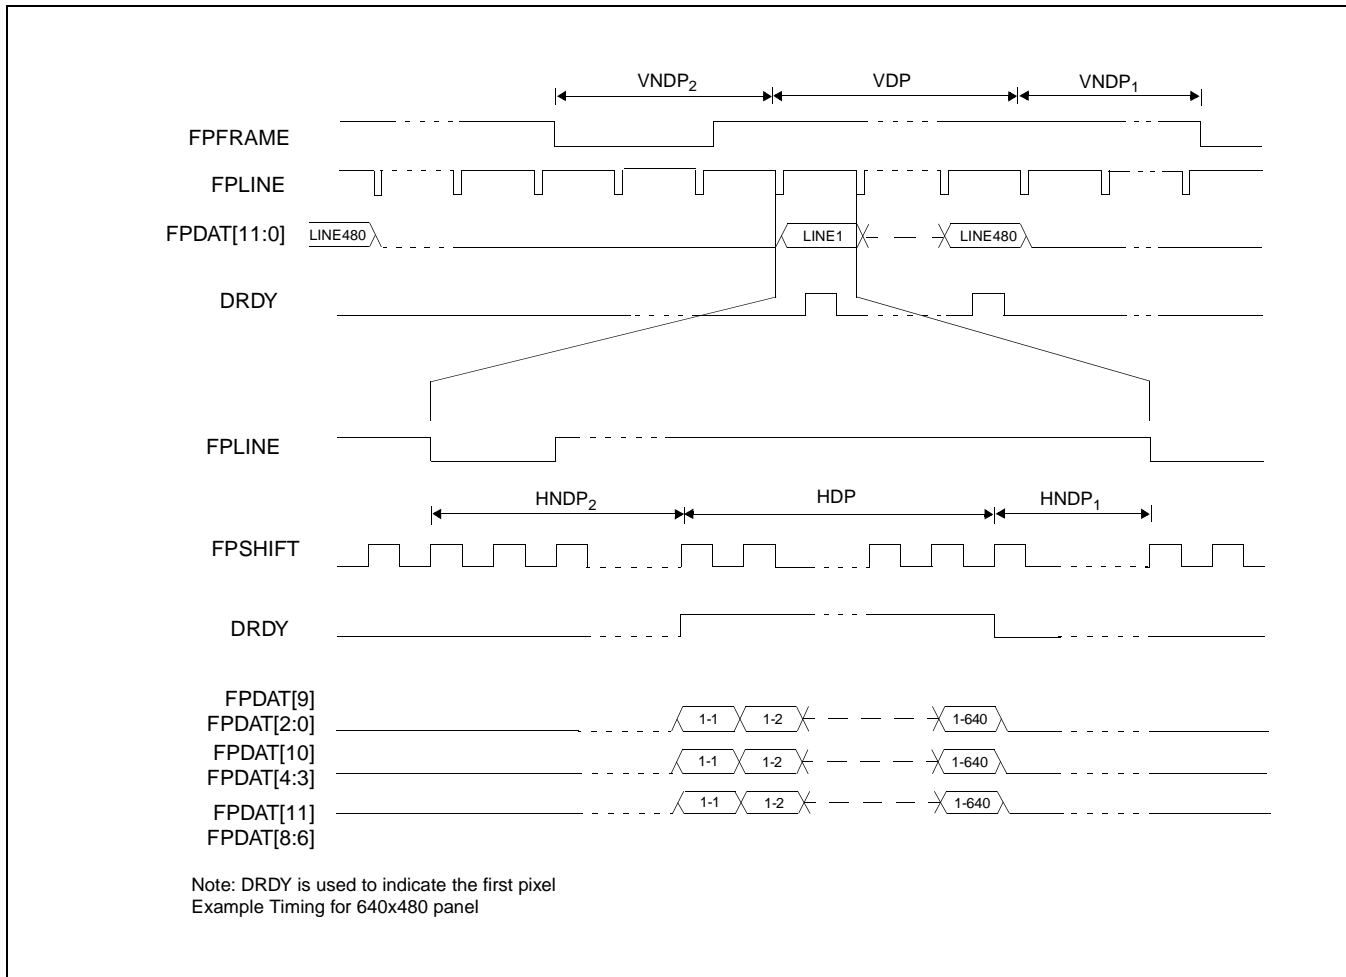 VNDP2 VDP VNDP1
FPFRAME
FPLINE
FPDAT[11:0] LINE480 LINE1 LINE480
DRDY
FPLINE
HNDP2 HDP HNDP1
FPSHIFT
DRDY
FPDAT[9]
FPDAT[2:0] 1-1 1-2 1-640
FPDAT[10]
FPDAT[4:3] 1-1 1-2 1-640
FPDAT[11] 1-1 1-2 1-640
FPDAT[8:6]
Note: DRDY is used to indicate the first pixel
Example Timing for 640x480 panel